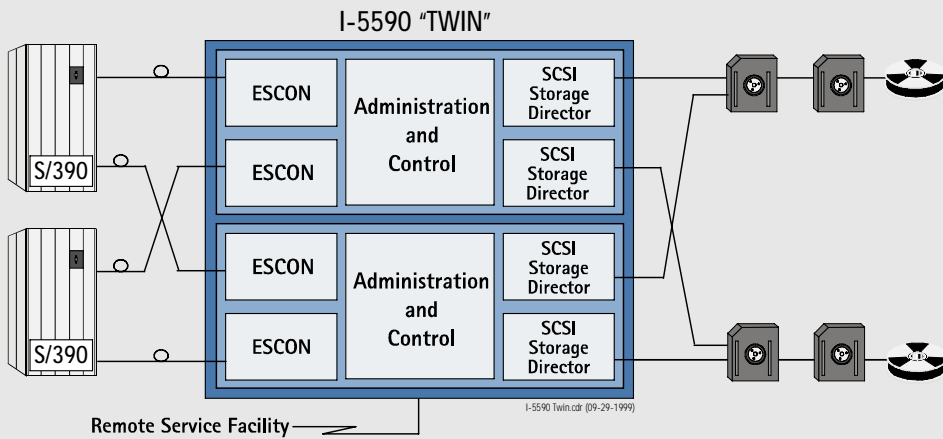 I-5590 “TWIN”
S/390
S/390
ESCON
ESCON
Administration
and
Control
SCSI
Storage
Director
SCSI
Storage
Director
ESCON
ESCON
Administration
and
Control
SCSI
Storage
Director
SCSI
Storage
Director
I-5590 Twin.cdr (09-29-1999)
Remote Service Facility